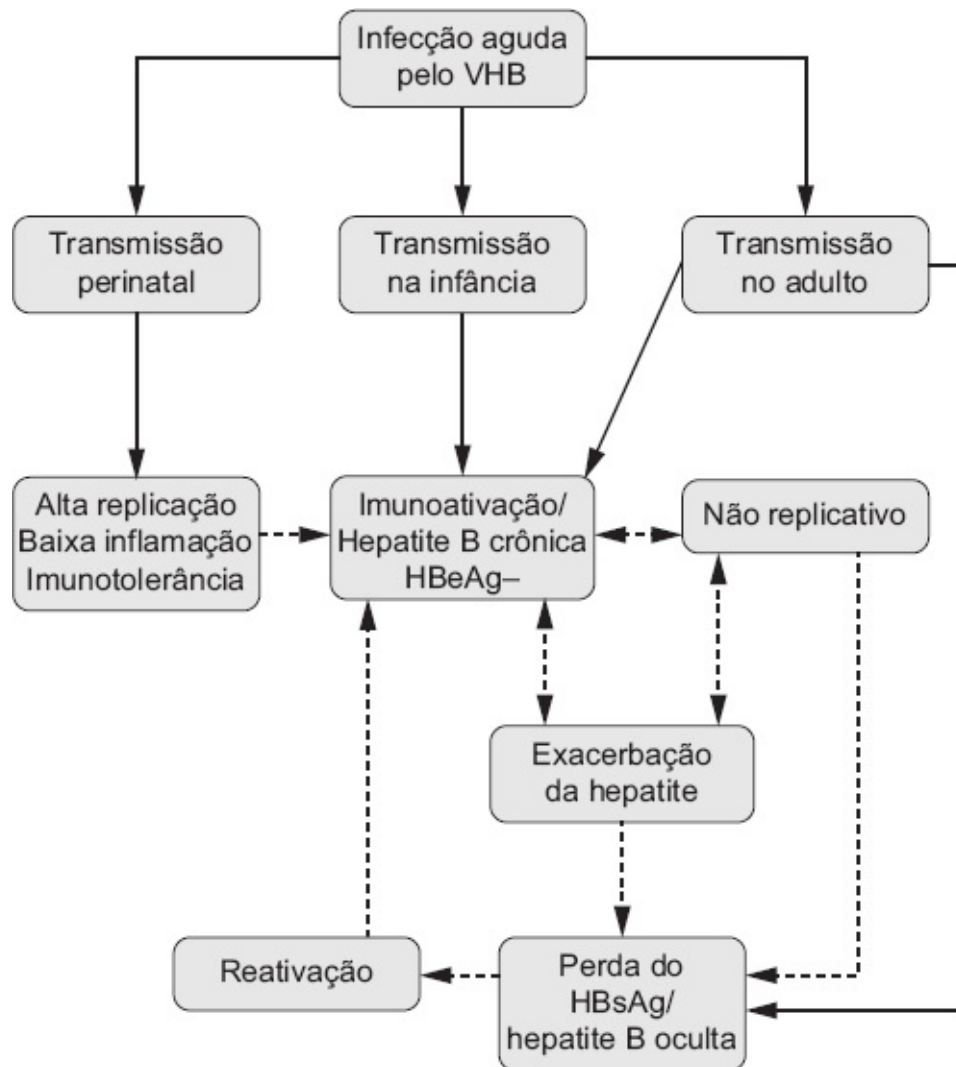 Infecção aguda
pelo VHB
Transmissão
perinatal
Transmissão
na infância
Transmissão
no adulto
Alta replicação
Baixa inflamação
Imunotolerância
Imunoativação/
Hepatite B crônica
HBeAg–
Não replicativo
Exacerbação
da hepatite
Reativação
Perda do
HBsAg/
hepatite B oculta